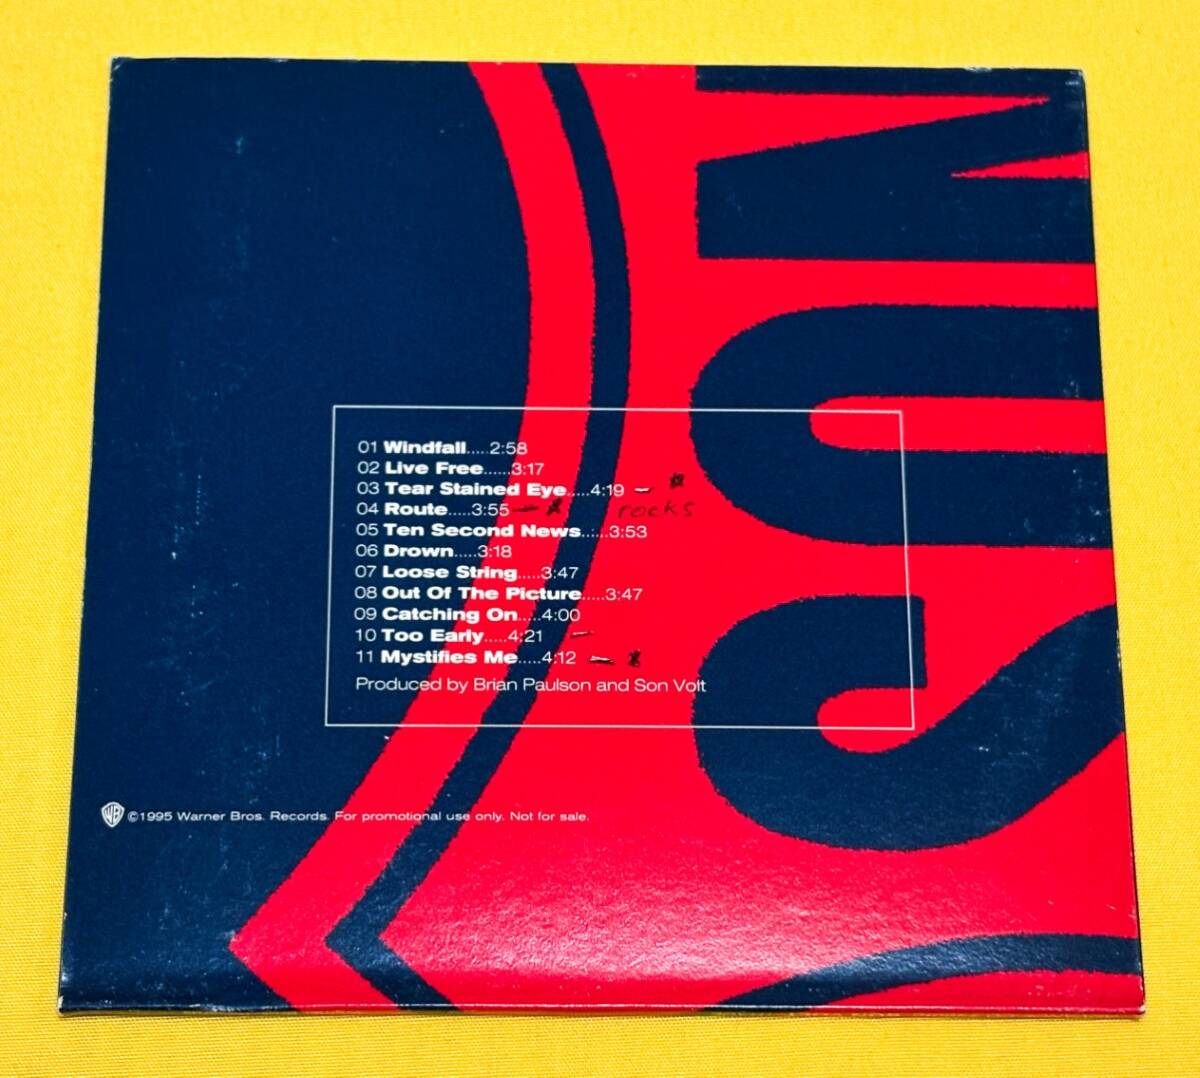 01 Windfall.....2:58
02 Live Free......3:17
03 Tear Stained Eye.....4:19 – *
04 Route.....3:55 – * rocks
05 Ten Second News......3:53
06 Drown.....3:18
07 Loose String.....3:47
08 Out Of The Picture.....3:47
09 Catching On.....4:00
10 Too Early.....4:21 –
11 Mystifies Me.....4:12 – *
Produced by Brian Paulson and Son Volt
WB ©1995 Warner Bros. Records. For promotional use only. Not for sale.